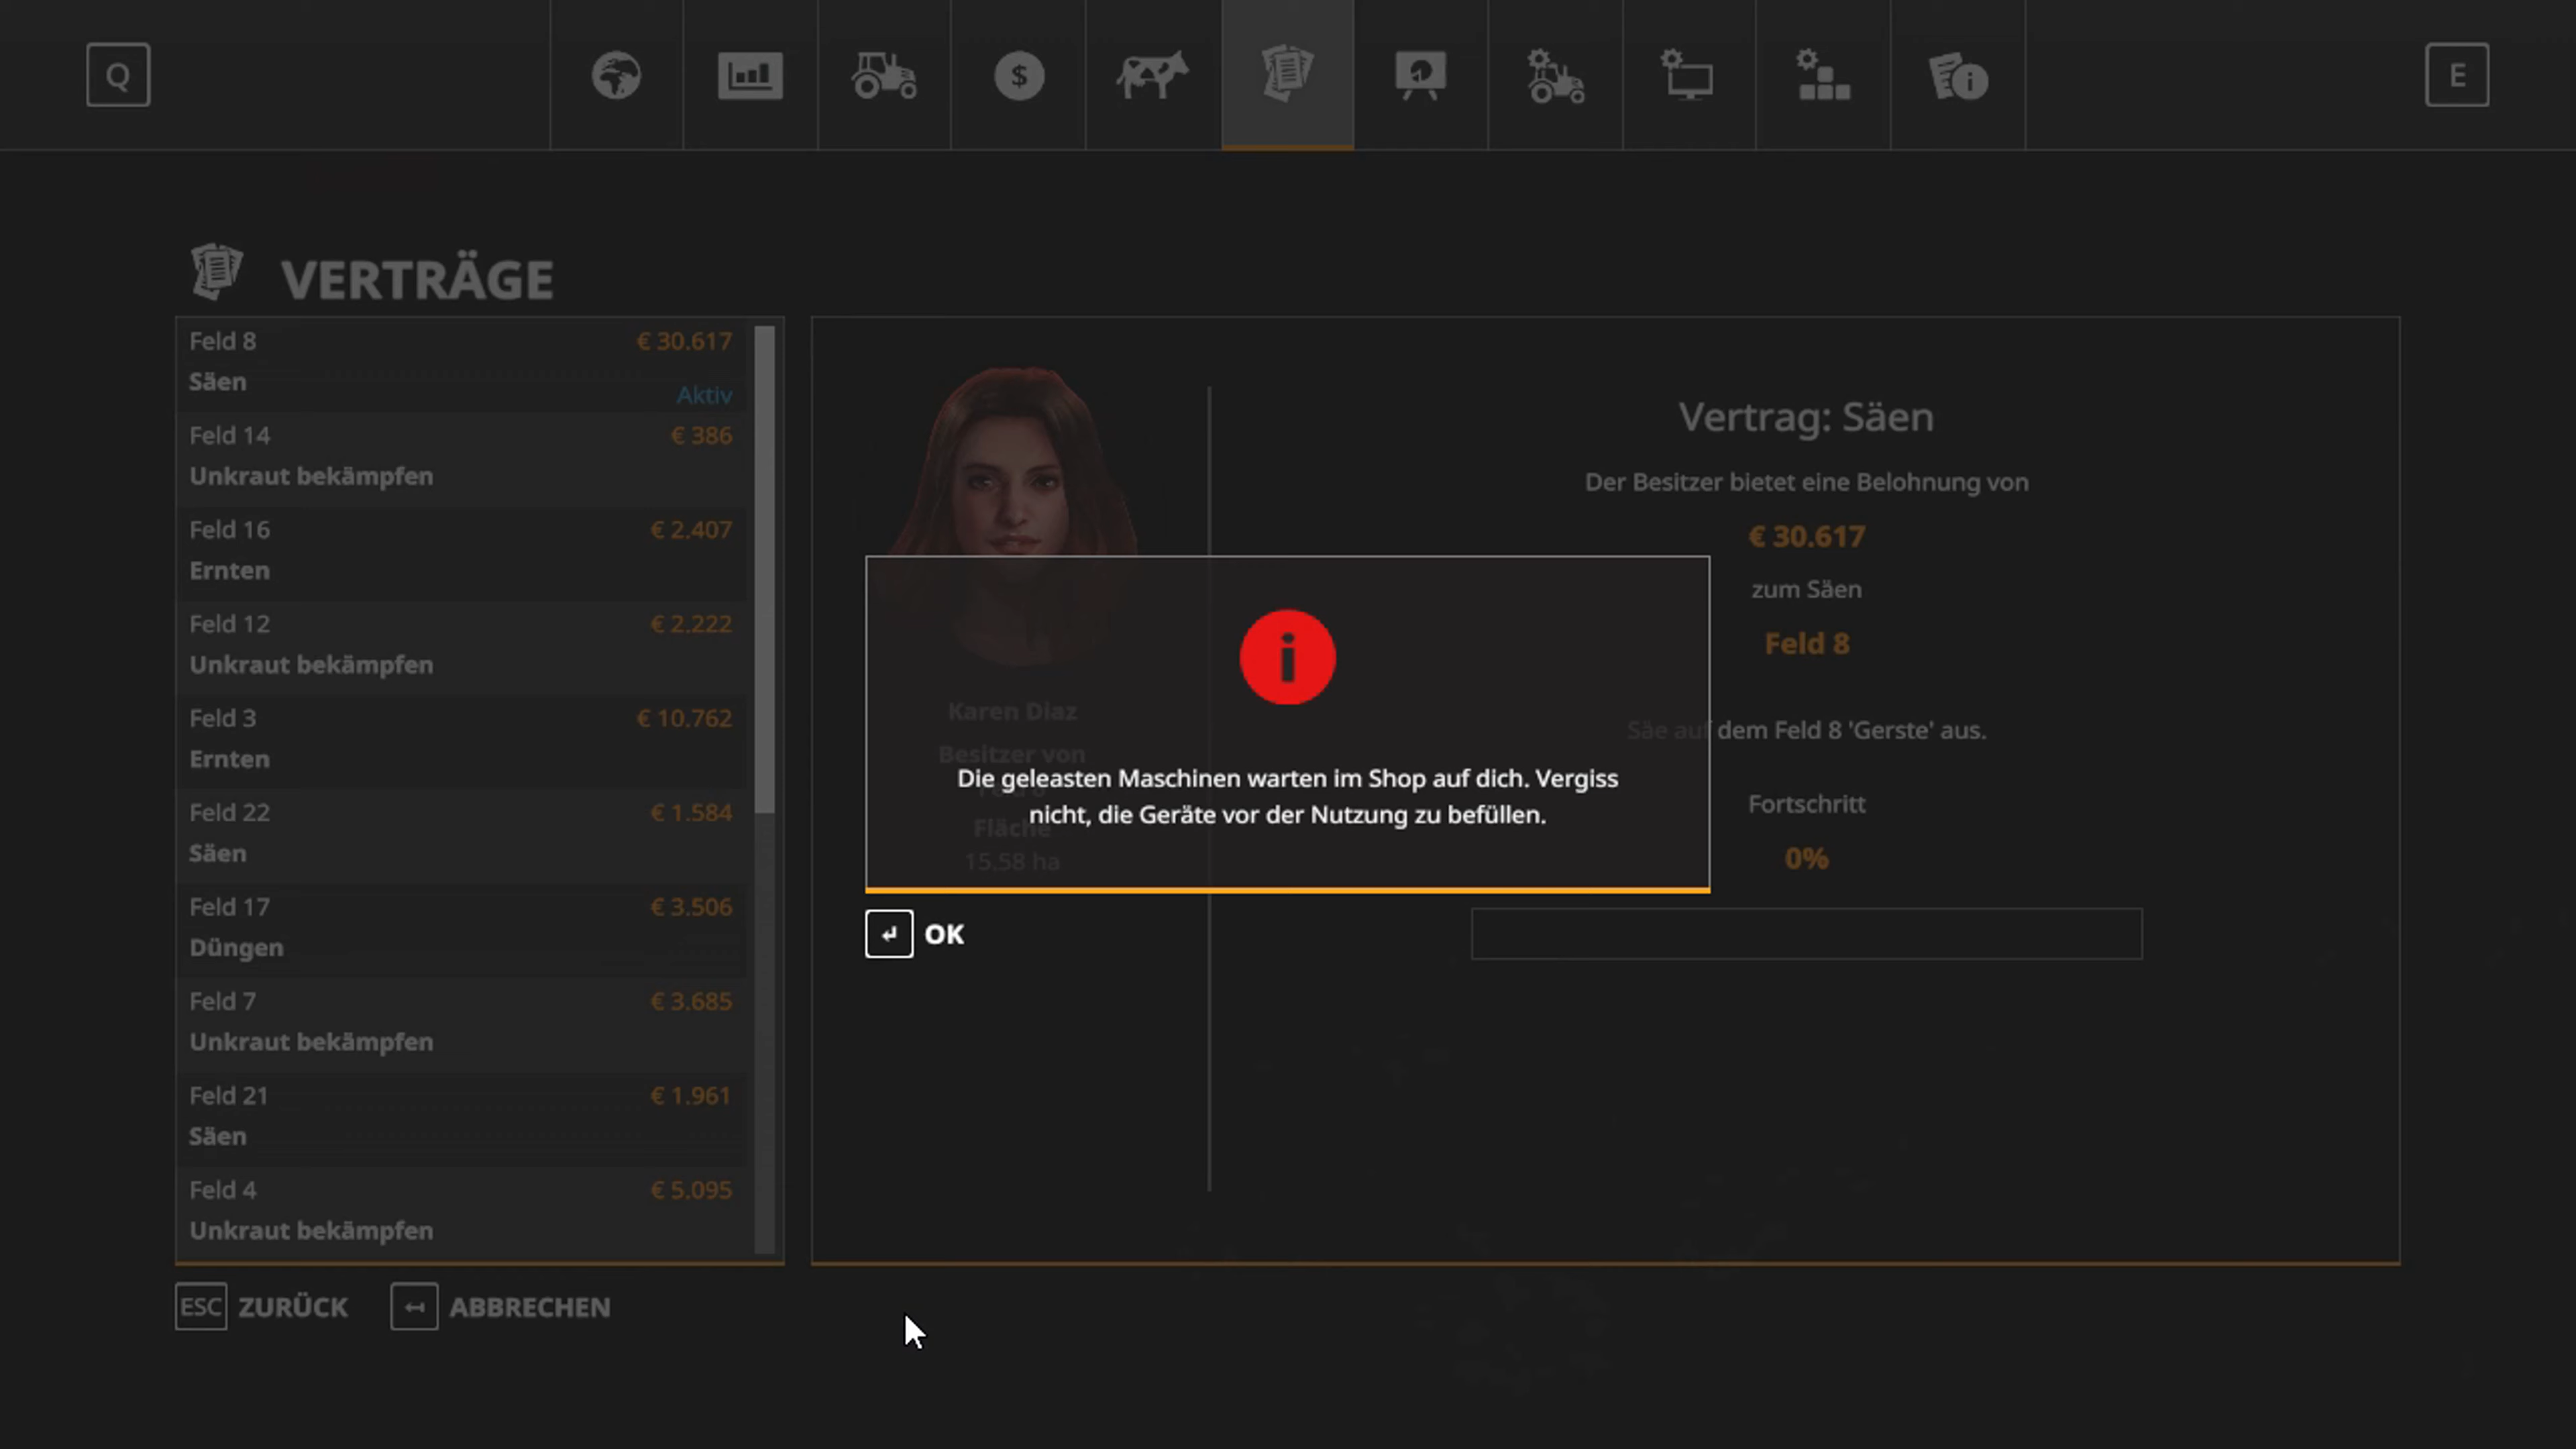 Q
E
VERTRÄGE
Feld 8 € 30.617
Säen
Aktiv
Feld 14 € 386
Unkraut bekämpfen
Feld 16 € 2.407
Ernten
Feld 12 € 2.222
Unkraut bekämpfen
Feld 3 € 10.762
Ernten
Feld 22 € 1.584
Säen
Feld 17 € 3.506
Düngen
Feld 7 € 3.685
Unkraut bekämpfen
Feld 21 € 1.961
Säen
Feld 4 € 5.095
Unkraut bekämpfen
Karen Diaz
Besitzer von
Fläche
15.58 ha
Vertrag: Säen
Der Besitzer bietet eine Belohnung von
€ 30.617
zum Säen
Feld 8
Säe auf dem Feld 8 'Gerste' aus.
Fortschritt
0%
Die geleasten Maschinen warten im Shop auf dich. Vergiss
nicht, die Geräte vor der Nutzung zu befüllen.
OK
ESC ZURÜCK ABBRECHEN